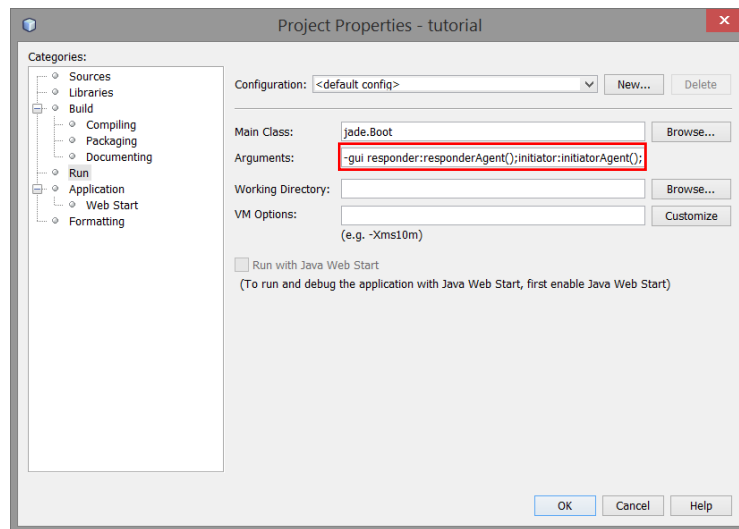 Project Properties - tutorial
Categories:
Sources
Libraries
Build
Compiling
Packaging
Documenting
Run
Application
Web Start
Formatting
Configuration: <default config> New... Delete
Main Class: jade.Boot Browse...
Arguments: -gui responder:responderAgent();initiator:initiatorAgent();
Working Directory: Browse...
VM Options: Customize
(e.g. -Xms10m)
Run with Java Web Start
(To run and debug the application with Java Web Start, first enable Java Web Start)
OK Cancel Help